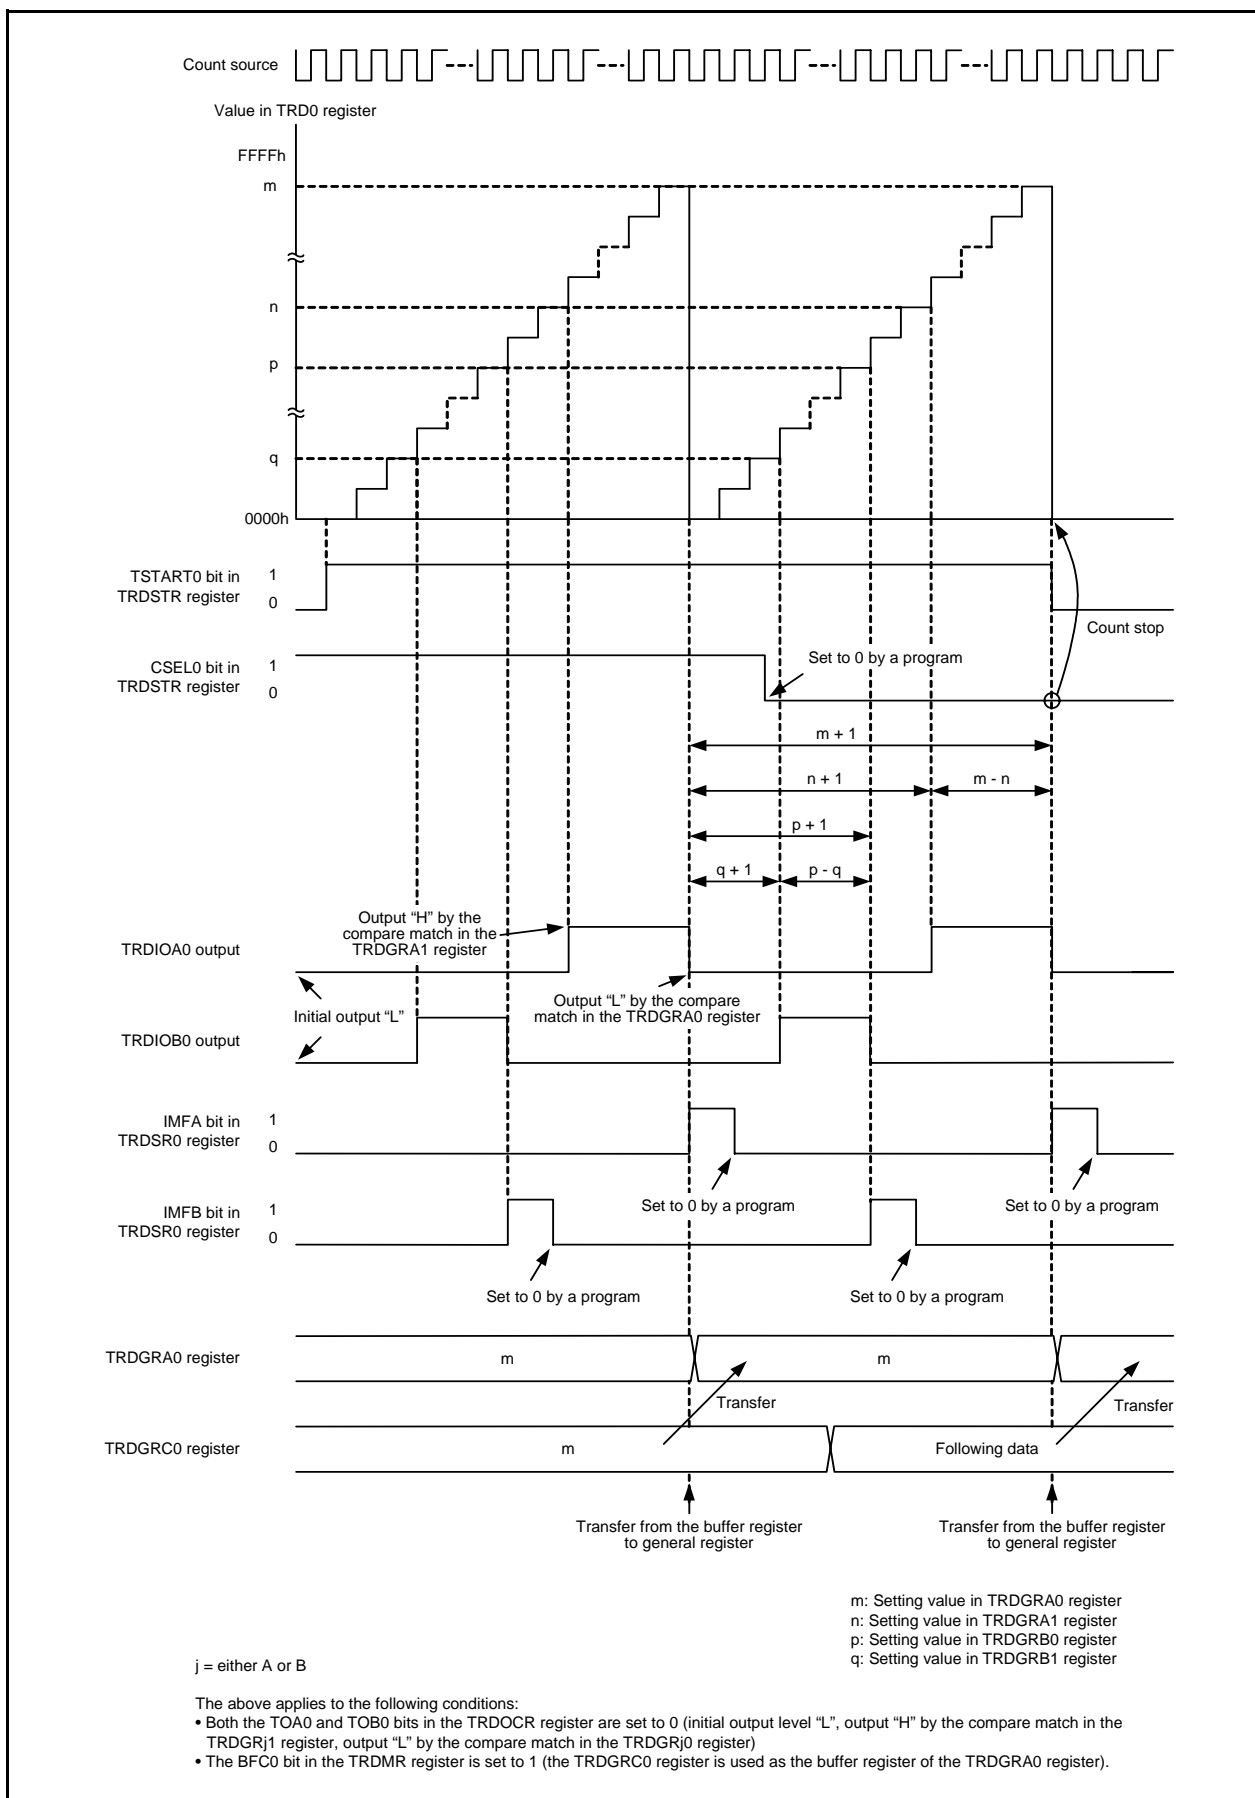 Count source
Value in TRD0 register
FFFFh
m
n
p
q
0000h
TSTART0 bit in
TRDSTR register
1
0
Count stop
CSEL0 bit in
TRDSTR register
1
0
Set to 0 by a program
m + 1
n + 1
m - n
p + 1
q + 1
p - q
Output “H” by the
compare match in the
TRDGRA1 register
TRDIOA0 output
Output “L” by the compare
match in the TRDGRA0 register
Initial output “L”
TRDIOB0 output
IMFA bit in
TRDSR0 register
1
0
Set to 0 by a program
Set to 0 by a program
IMFB bit in
TRDSR0 register
1
0
Set to 0 by a program
Set to 0 by a program
TRDGRA0 register
m
m
Transfer
Transfer
TRDGRC0 register
m
Following data
Transfer from the buffer register
to general register
Transfer from the buffer register
to general register
m: Setting value in TRDGRA0 register
n: Setting value in TRDGRA1 register
p: Setting value in TRDGRB0 register
q: Setting value in TRDGRB1 register
j = either A or B
The above applies to the following conditions:
• Both the TOA0 and TOB0 bits in the TRDOCR register are set to 0 (initial output level “L”, output “H” by the compare match in the
TRDGRj1 register, output “L” by the compare match in the TRDGRj0 register)
• The BFC0 bit in the TRDMR register is set to 1 (the TRDGRC0 register is used as the buffer register of the TRDGRA0 register).